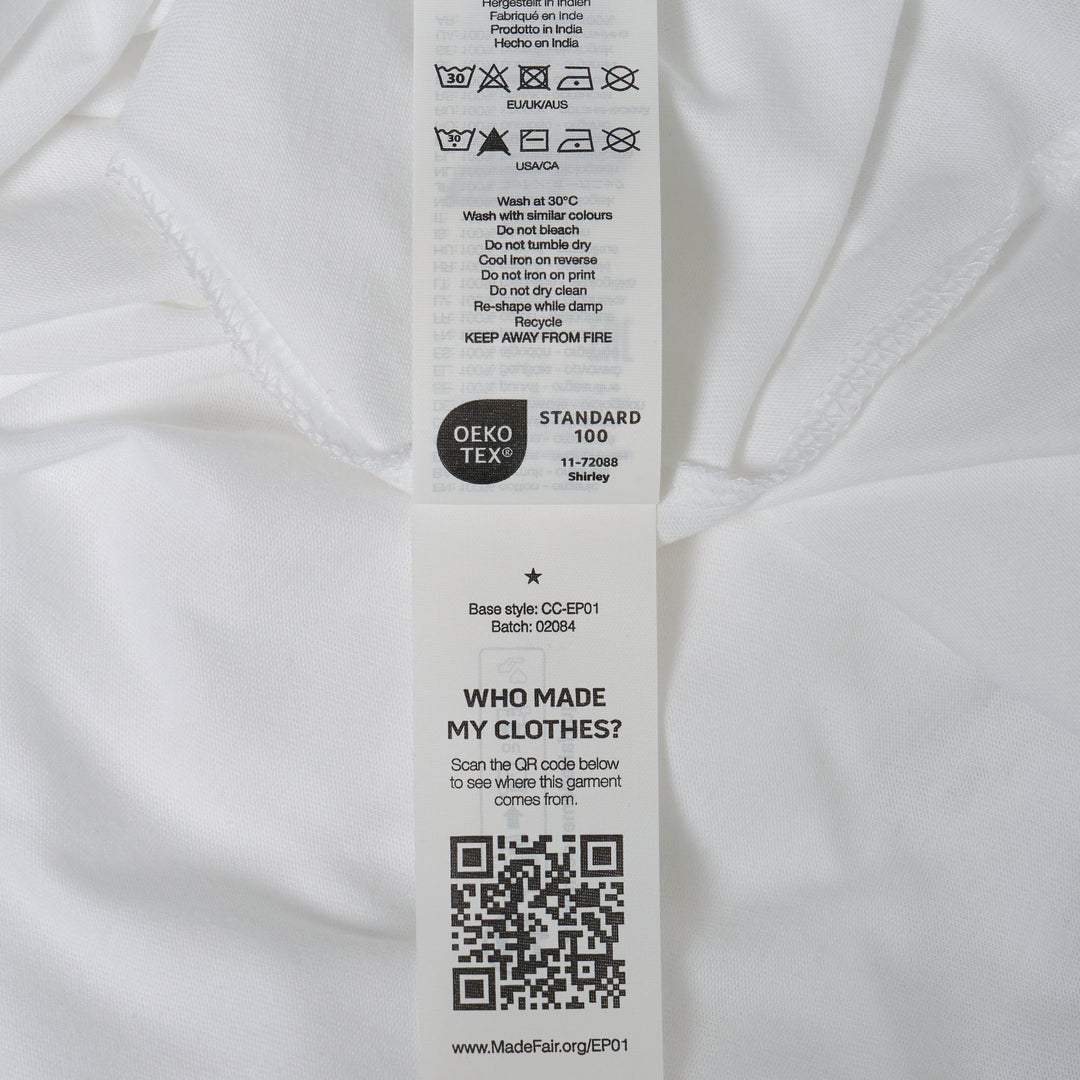 Hergestellt in Indien
Fabriqué en Inde
Prodotto in India
Hecho en India
30
EU/UK/AUS
30
USA/CA
Wash at 30°C
Wash with similar colours
Do not bleach
Do not tumble dry
Cool iron on reverse
Do not iron on print
Do not dry clean
Re-shape while damp
Recycle
KEEP AWAY FROM FIRE
OEKO
TEX®
STANDARD
100
11-72088
Shirley
Base style: CC-EP01
Batch: 02084
WHO MADE
MY CLOTHES?
Scan the QR code below
to see where this garment
comes from.
www.MadeFair.org/EP01